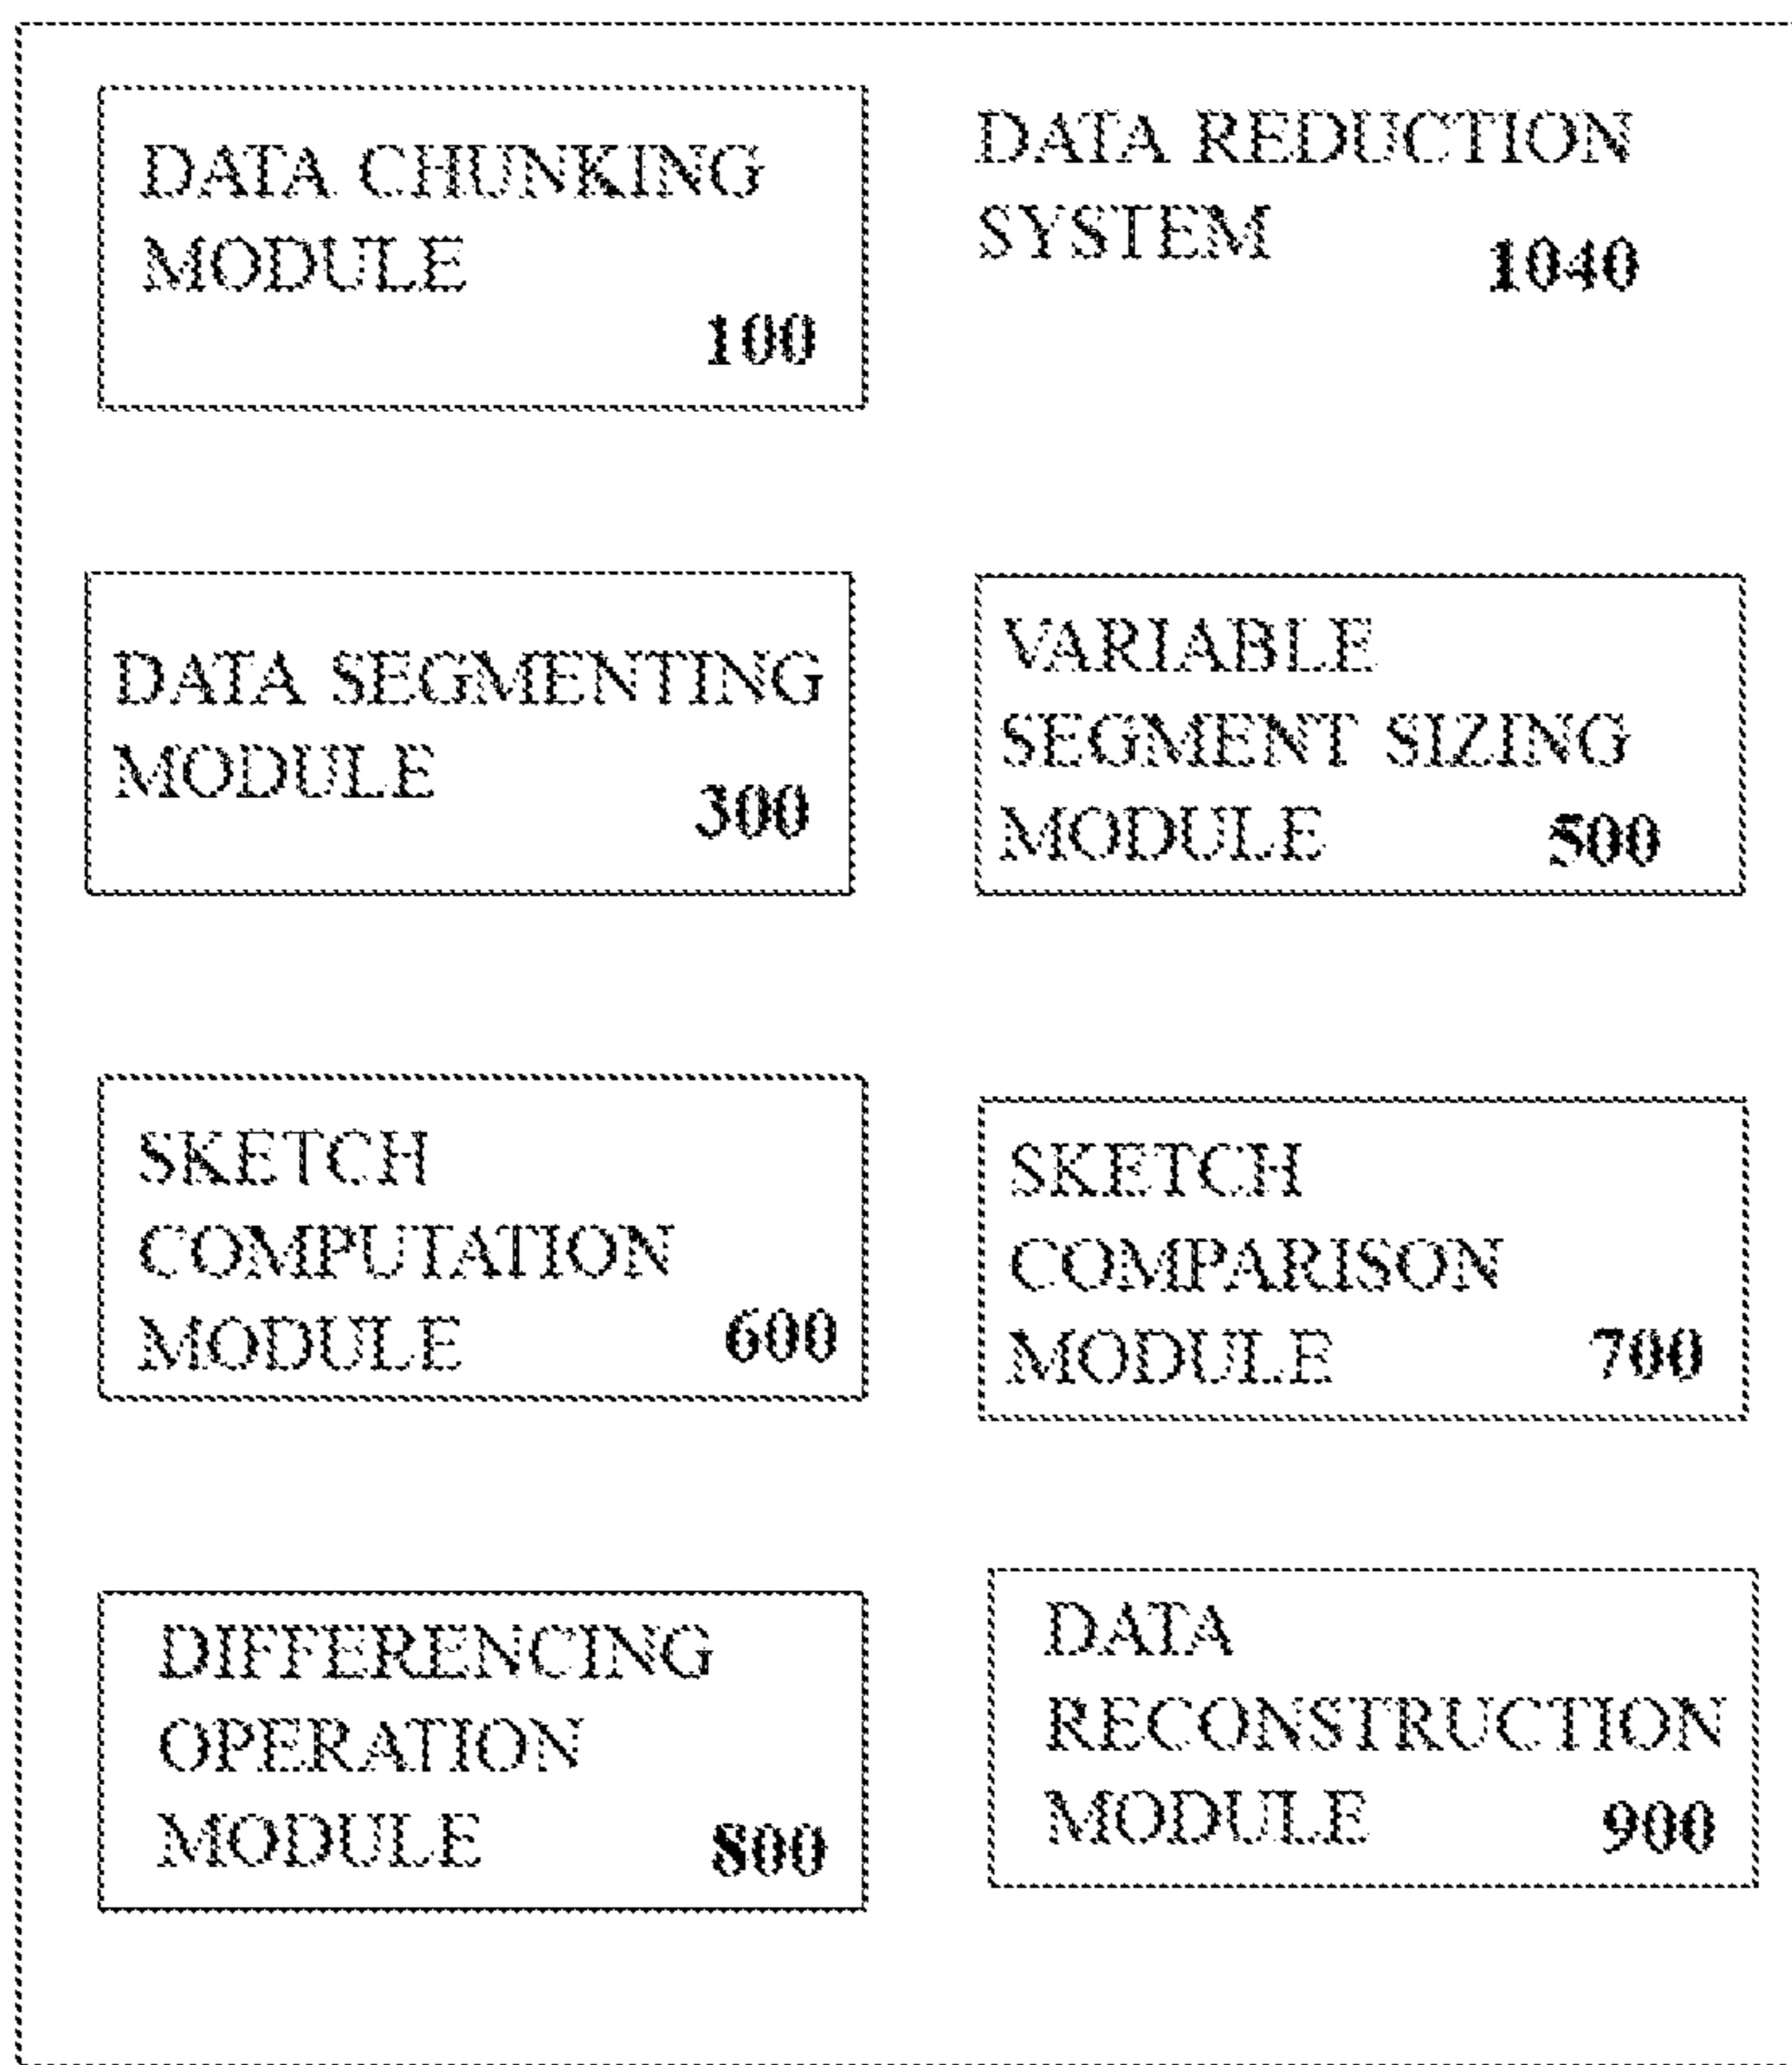 DATA CHUNKING
MODULE
100
DATA REDUCTION
SYSTEM
1040
DATA SEGMENTING
MODULE
300
VARIABLE
SEGMENT SIZING
MODULE 500
SKETCH
COMPUTATION
MODULE 600
SKETCH
COMPARISON
MODULE 700
DIFFERENCING
OPERATION
MODULE 800
DATA
RECONSTRUCTION
MODULE 900